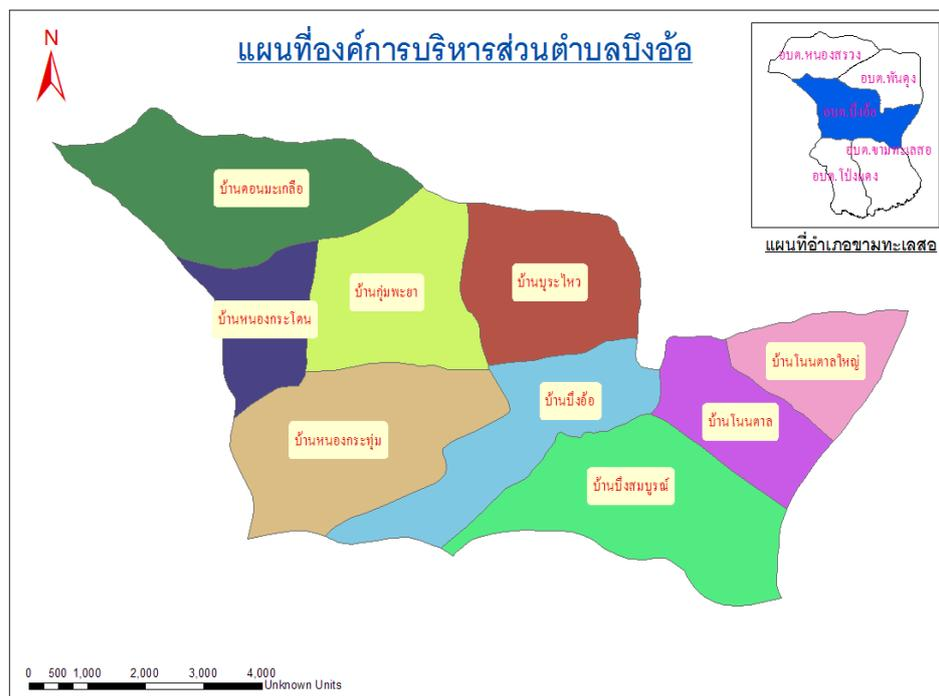 N
แผนที่องค์การบริหารส่วนตำบลบึงอ้อ
อบต.หนองสรวง
อบต.พันดุง
อบต.บึงอ้อ
อบต.ขามทะเลสอ
อบต.โป่งแดง
แผนที่อำเภอขามทะเลสอ
บ้านดอนมะเกลือ
บ้านกุ่มพะยา
บ้านบุระไหว
บ้านหนองกระโดน
บ้านโนนตาลใหญ่
บ้านบึงอ้อ
บ้านโนนตาล
บ้านหนองกระทุ่ม
บ้านบึงสมบูรณ์
0 500 1,000 2,000 3,000 4,000
Unknown Units